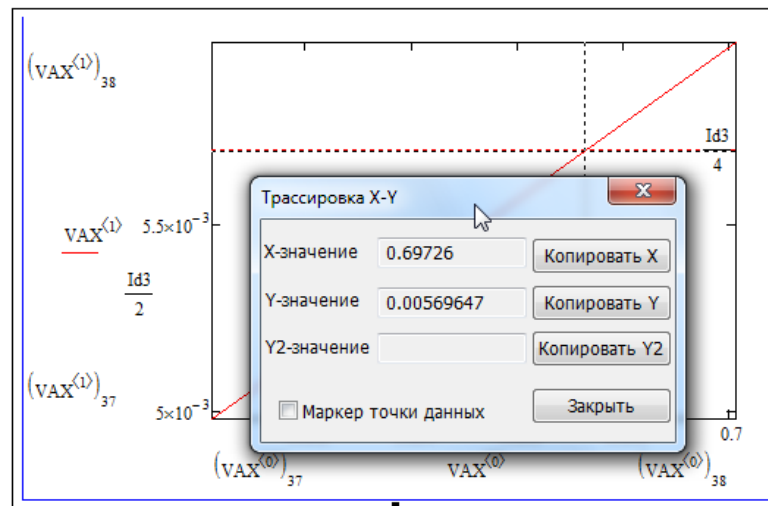 (VAX⟨1⟩)38
Id3
4
Трассировка X-Y
VAX⟨1⟩
5.5×10-3
X-значение 0.69726 Копировать X
Id3
2
Y-значение 0.00569647 Копировать Y
Y2-значение Копировать Y2
(VAX⟨1⟩)37
5×10-3
Маркер точки данных Закрыть
0.7
(VAX⟨0⟩)37 VAX⟨0⟩ (VAX⟨0⟩)38